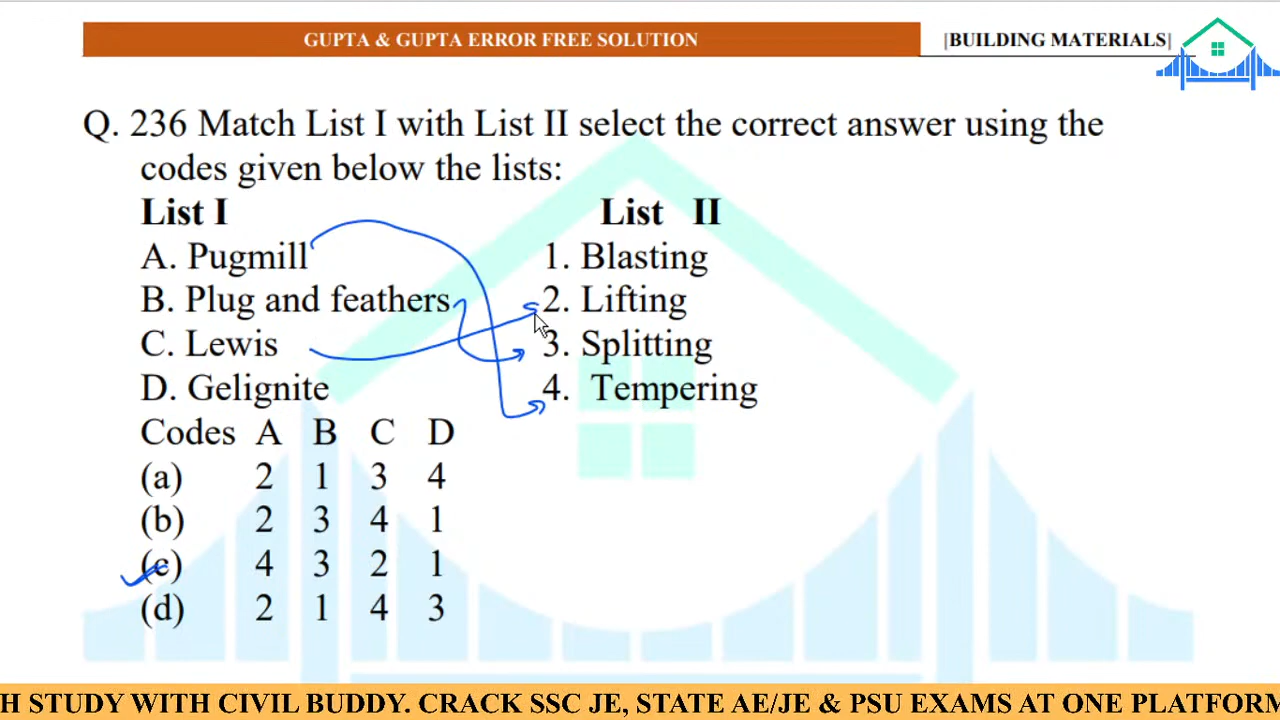 GUPTA & GUPTA ERROR FREE SOLUTION |BUILDING MATERIALS|
Q. 236 Match List I with List II select the correct answer using the
codes given below the lists:
List I List II
A. Pugmill 1. Blasting
B. Plug and feathers 2. Lifting
C. Lewis 3. Splitting
D. Gelignite 4. Tempering
Codes A B C D
(a) 2 1 3 4
(b) 2 3 4 1
(c) 4 3 2 1
(d) 2 1 4 3
H STUDY WITH CIVIL BUDDY. CRACK SSC JE, STATE AE/JE & PSU EXAMS AT ONE PLATFORM